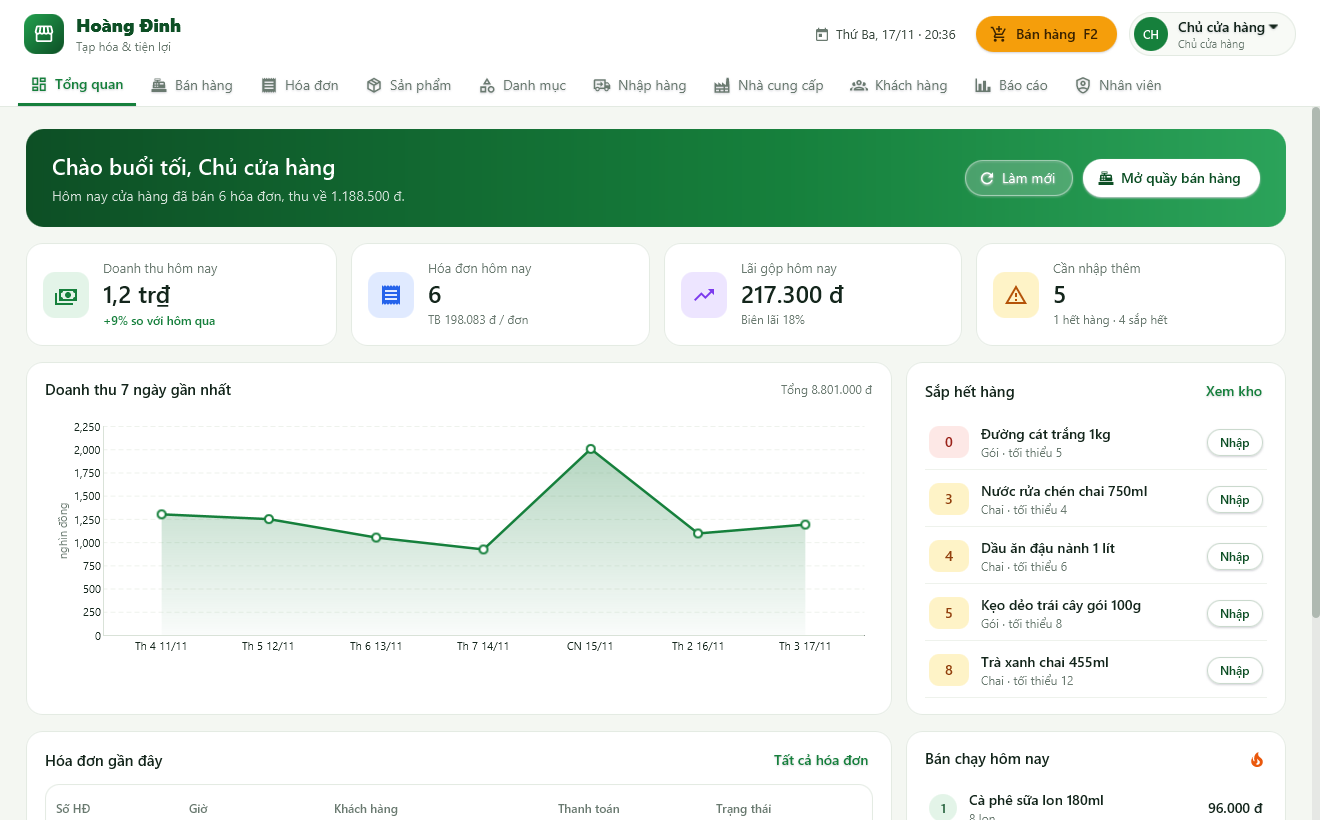 Hoàng Đinh
Tạp hóa & tiện lợi
Thứ Ba, 17/11 · 20:36
Bán hàng F2
CH
Chủ cửa hàng
Chủ cửa hàng
Tổng quan
Bán hàng
Hóa đơn
Sản phẩm
Danh mục
Nhập hàng
Nhà cung cấp
Khách hàng
Báo cáo
Nhân viên
Chào buổi tối, Chủ cửa hàng
Hôm nay cửa hàng đã bán 6 hóa đơn, thu về 1.188.500 đ.
Làm mới
Mở quầy bán hàng
Doanh thu hôm nay
1,2 tr₫
+9% so với hôm qua
Hóa đơn hôm nay
6
TB 198.083 đ / đơn
Lãi gộp hôm nay
217.300 đ
Biên lãi 18%
Cần nhập thêm
5
1 hết hàng · 4 sắp hết
Doanh thu 7 ngày gần nhất
Tổng 8.801.000 đ
nghìn đồng
2,250
2,000
1,750
1,500
1,250
1,000
750
500
250
0
Th 4 11/11
Th 5 12/11
Th 6 13/11
Th 7 14/11
CN 15/11
Th 2 16/11
Th 3 17/11
Sắp hết hàng
Xem kho
0
Đường cát trắng 1kg
Gói · tối thiểu 5
Nhập
3
Nước rửa chén chai 750ml
Chai · tối thiểu 4
Nhập
4
Dầu ăn đậu nành 1 lít
Chai · tối thiểu 6
Nhập
5
Kẹo dẻo trái cây gói 100g
Gói · tối thiểu 8
Nhập
8
Trà xanh chai 455ml
Chai · tối thiểu 12
Nhập
Hóa đơn gần đây
Tất cả hóa đơn
Số HĐ
Giờ
Khách hàng
Thanh toán
Trạng thái
Bán chạy hôm nay
1
Cà phê sữa lon 180ml
8 lon
96.000 đ